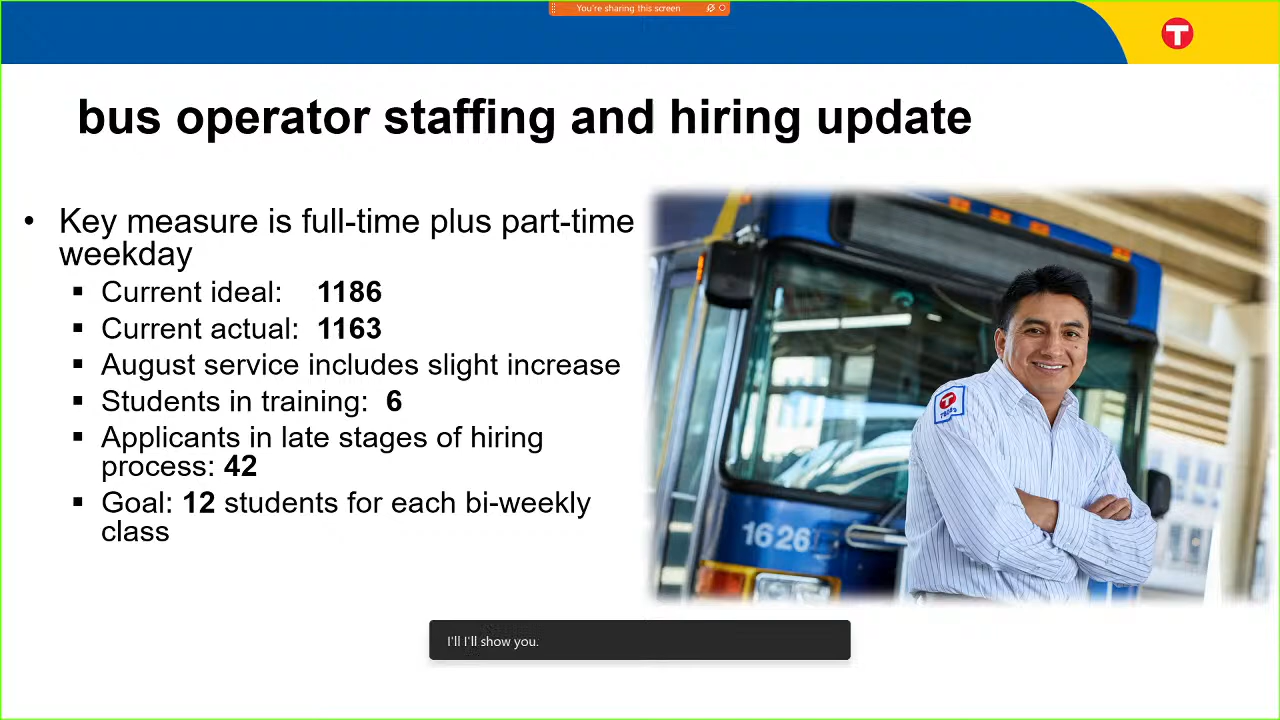 You're sharing this screen
T
bus operator staffing and hiring update
• Key measure is full-time plus part-time
weekday
▪ Current ideal: 1186
▪ Current actual: 1163
▪ August service includes slight increase
▪ Students in training: 6
▪ Applicants in late stages of hiring
process: 42
▪ Goal: 12 students for each bi-weekly
class
T
1626
I'll I'll show you.